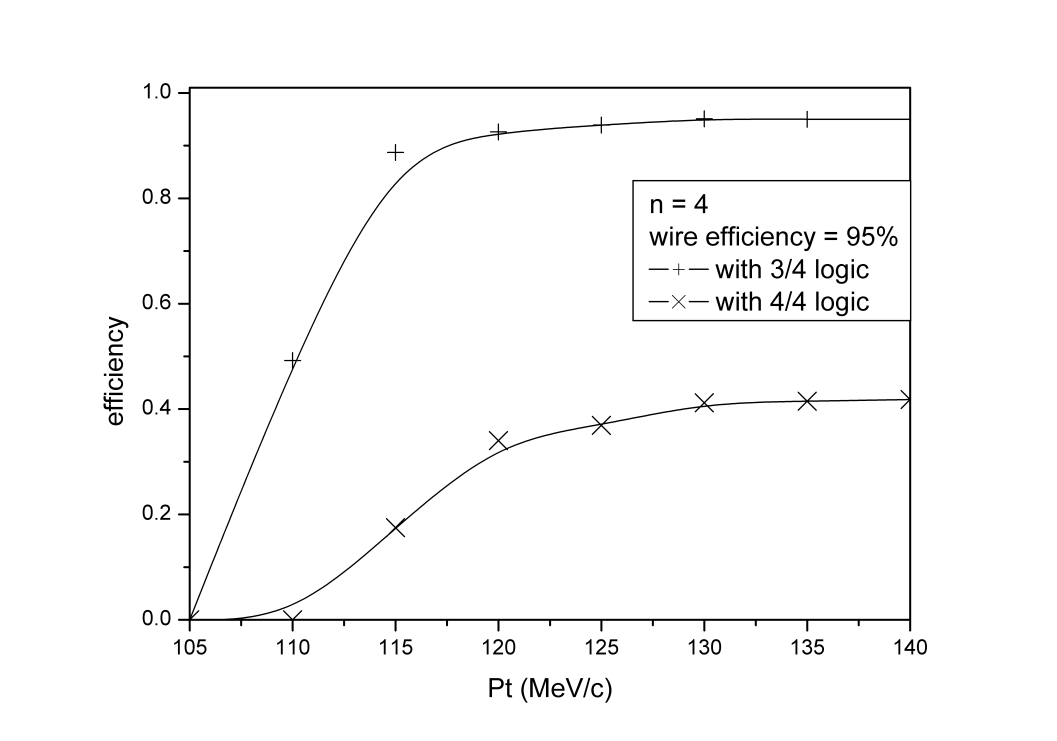 1.0
0.8
0.6
0.4
0.2
0.0
efficiency
n = 4
wire efficiency = 95%
with 3/4 logic
with 4/4 logic
105 110 115 120 125 130 135 140
Pt (MeV/c)